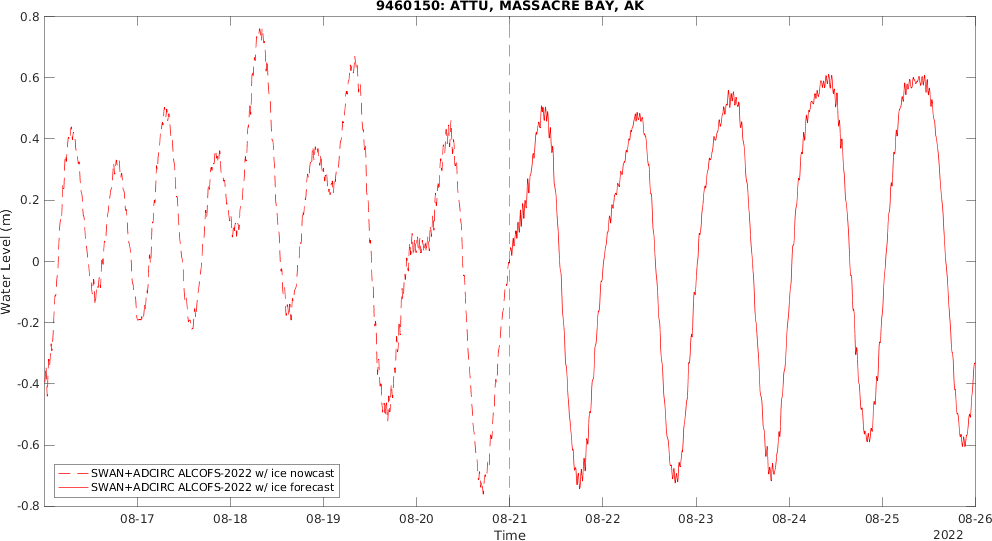 9460150: ATTU, MASSACRE BAY, AK
0.8
0.6
0.4
0.2
0
-0.2
-0.4
-0.6
-0.8
Water Level (m)
SWAN+ADCIRC ALCOFS-2022 w/ ice nowcast
SWAN+ADCIRC ALCOFS-2022 w/ ice forecast
08-17 08-18 08-19 08-20 08-21 08-22 08-23 08-24 08-25 08-26
Time
2022